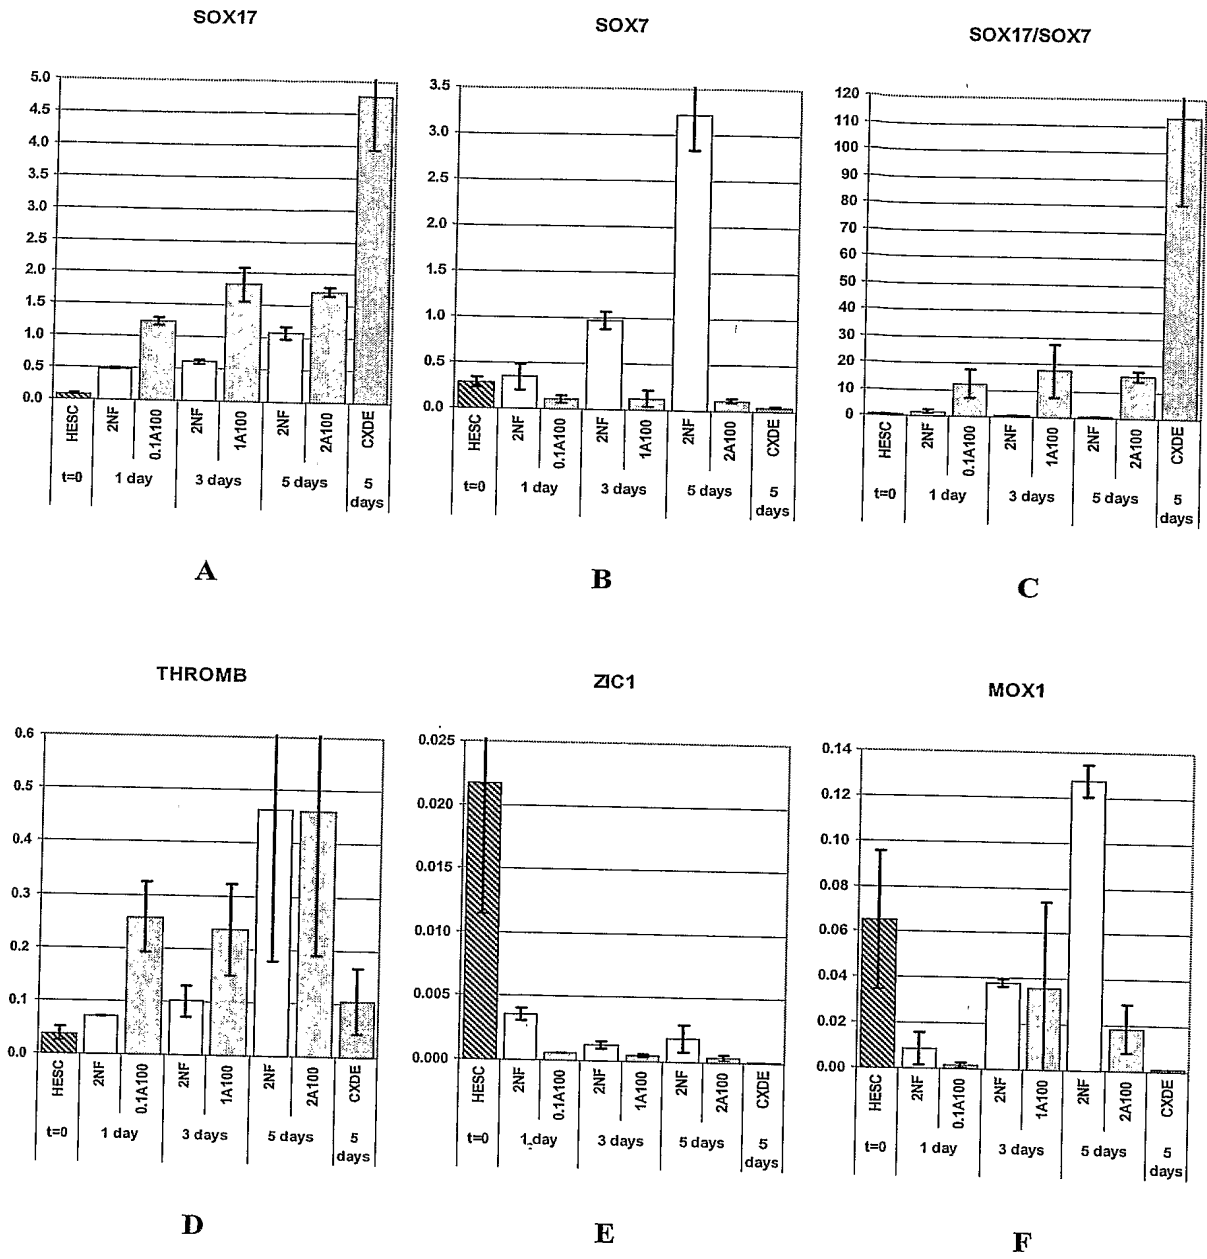 SOX17
SOX7
SOX17/SOX7
5.0
4.5
4.0
3.5
3.0
2.5
2.0
1.5
1.0
0.5
0.0
HESC
2NF
0.1A100
2NF
1A100
2NF
2A100
CXDE
t=0
1 day
3 days
5 days
5
days
A
3.5
3.0
2.5
2.0
1.5
1.0
0.5
0.0
HESC
2NF
0.1A100
2NF
1A100
2NF
2A100
CXDE
t=0
1 day
3 days
5 days
5
days
B
120
110
100
90
80
70
60
50
40
30
20
10
0
HESC
2NF
0.1A100
2NF
1A100
2NF
2A100
CXDE
t=0
1 day
3 days
5 days
5
days
C
THROMB
ZIC1
MOX1
0.6
0.5
0.4
0.3
0.2
0.1
0.0
HESC
2NF
0.1A100
2NF
1A100
2NF
2A100
CXDE
t=0
1 day
3 days
5 days
5
days
D
0.025
0.020
0.015
0.010
0.005
0.000
HESC
2NF
0.1A100
2NF
1A100
2NF
2A100
CXDE
t=0
1 day
3 days
5 days
5
days
E
0.14
0.12
0.10
0.08
0.06
0.04
0.02
0.00
HESC
2NF
0.1A100
2NF
1A100
2NF
2A100
CXDE
t=0
1 day
3 days
5 days
5
days
F